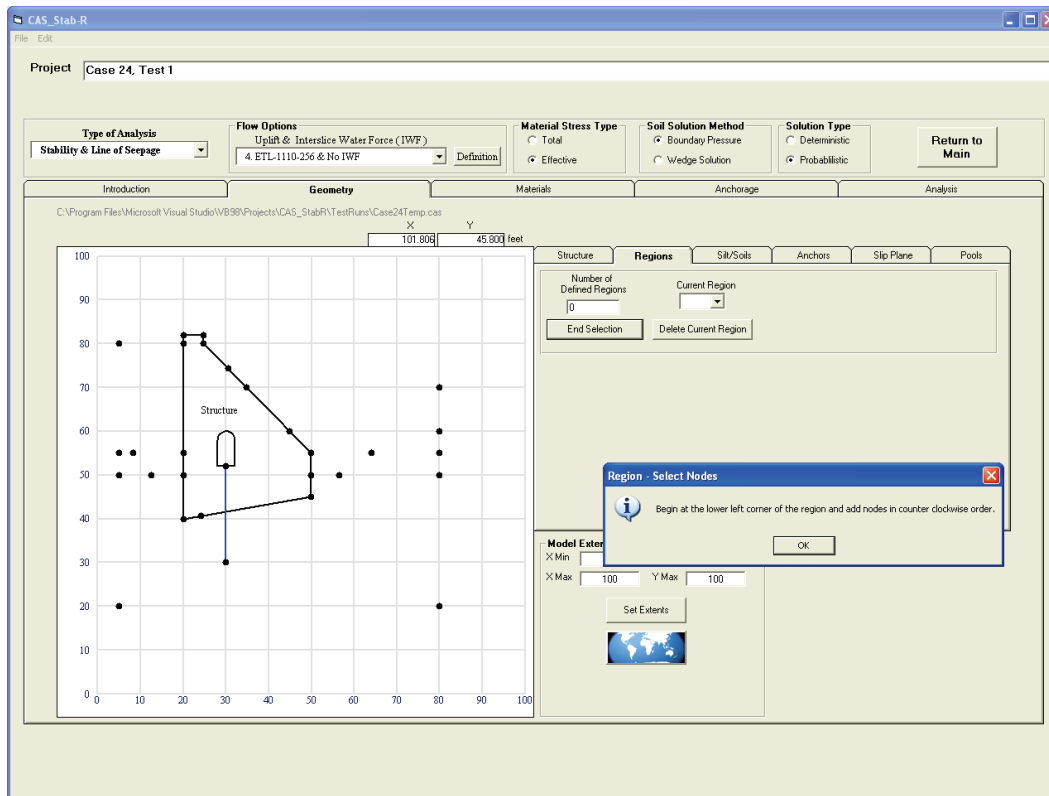 CAS_Stab-R
File Edit
Project Case 24, Test 1
Type of Analysis
Stability & Line of Seepage
Flow Options
Uplift & Interslice Water Force ( IWF )
4. ETL-1110-256 & No IWF
Definition
Material Stress Type
Total
Effective
Soil Solution Method
Boundary Pressure
Wedge Solution
Solution Type
Deterministic
Probablilistic
Return to
Main
Introduction Geometry Materials Anchorage Analysis
C:\Program Files\Microsoft Visual Studio\VB98\Projects\CAS_StabR\TestRuns\Case24Temp.cas
X Y
101.806 45.800 feet
100
90
80
70
60
50
40
30
20
10
0
0 10 20 30 40 50 60 70 80 90 100
Structure
Structure Regions Silt/Soils Anchors Slip Plane Pools
Number of
Defined Regions
0
Current Region
End Selection Delete Current Region
Region - Select Nodes
Begin at the lower left corner of the region and add nodes in counter clockwise order.
OK
Model Exter
X Min
X Max 100 Y Max 100
Set Extents